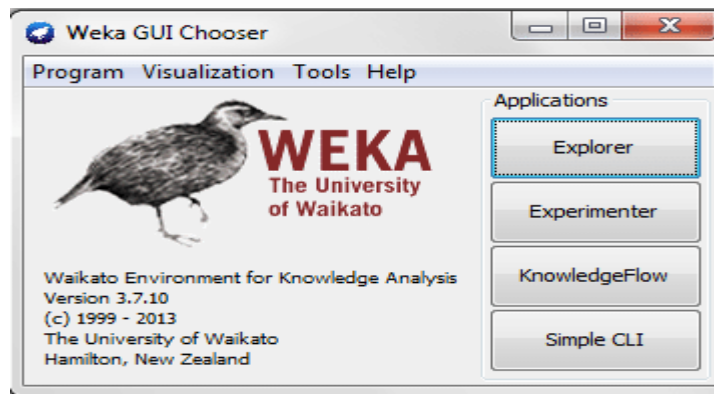 Weka GUI Chooser
Program Visualization Tools Help
WEKA
The University
of Waikato
Waikato Environment for Knowledge Analysis
Version 3.7.10
(c) 1999 - 2013
The University of Waikato
Hamilton, New Zealand
Applications
Explorer
Experimenter
KnowledgeFlow
Simple CLI